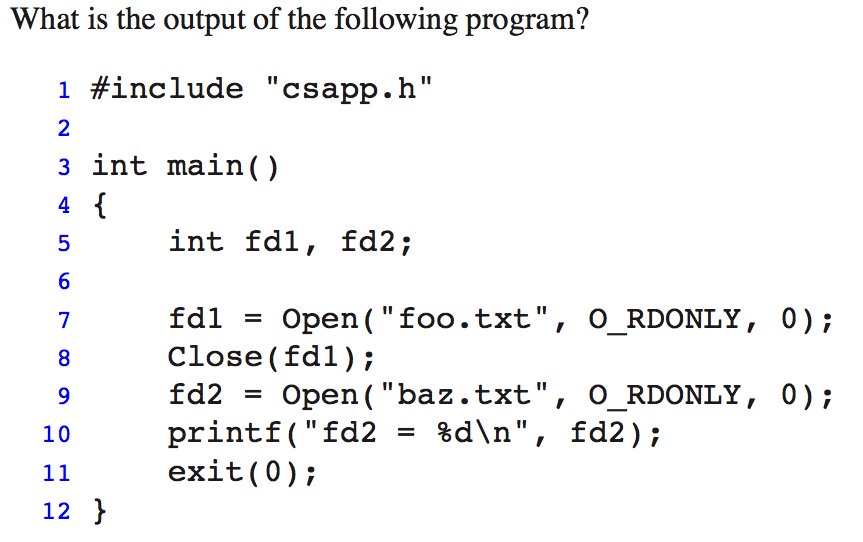 What is the output of the following program?
1 #include "csapp.h"
2
3 int main()
4 {
5 int fd1, fd2;
6
7 fd1 = Open("foo.txt", O_RDONLY, 0);
8 Close(fd1);
9 fd2 = Open("baz.txt", O_RDONLY, 0);
10 printf("fd2 = %d\n", fd2);
11 exit(0);
12 }